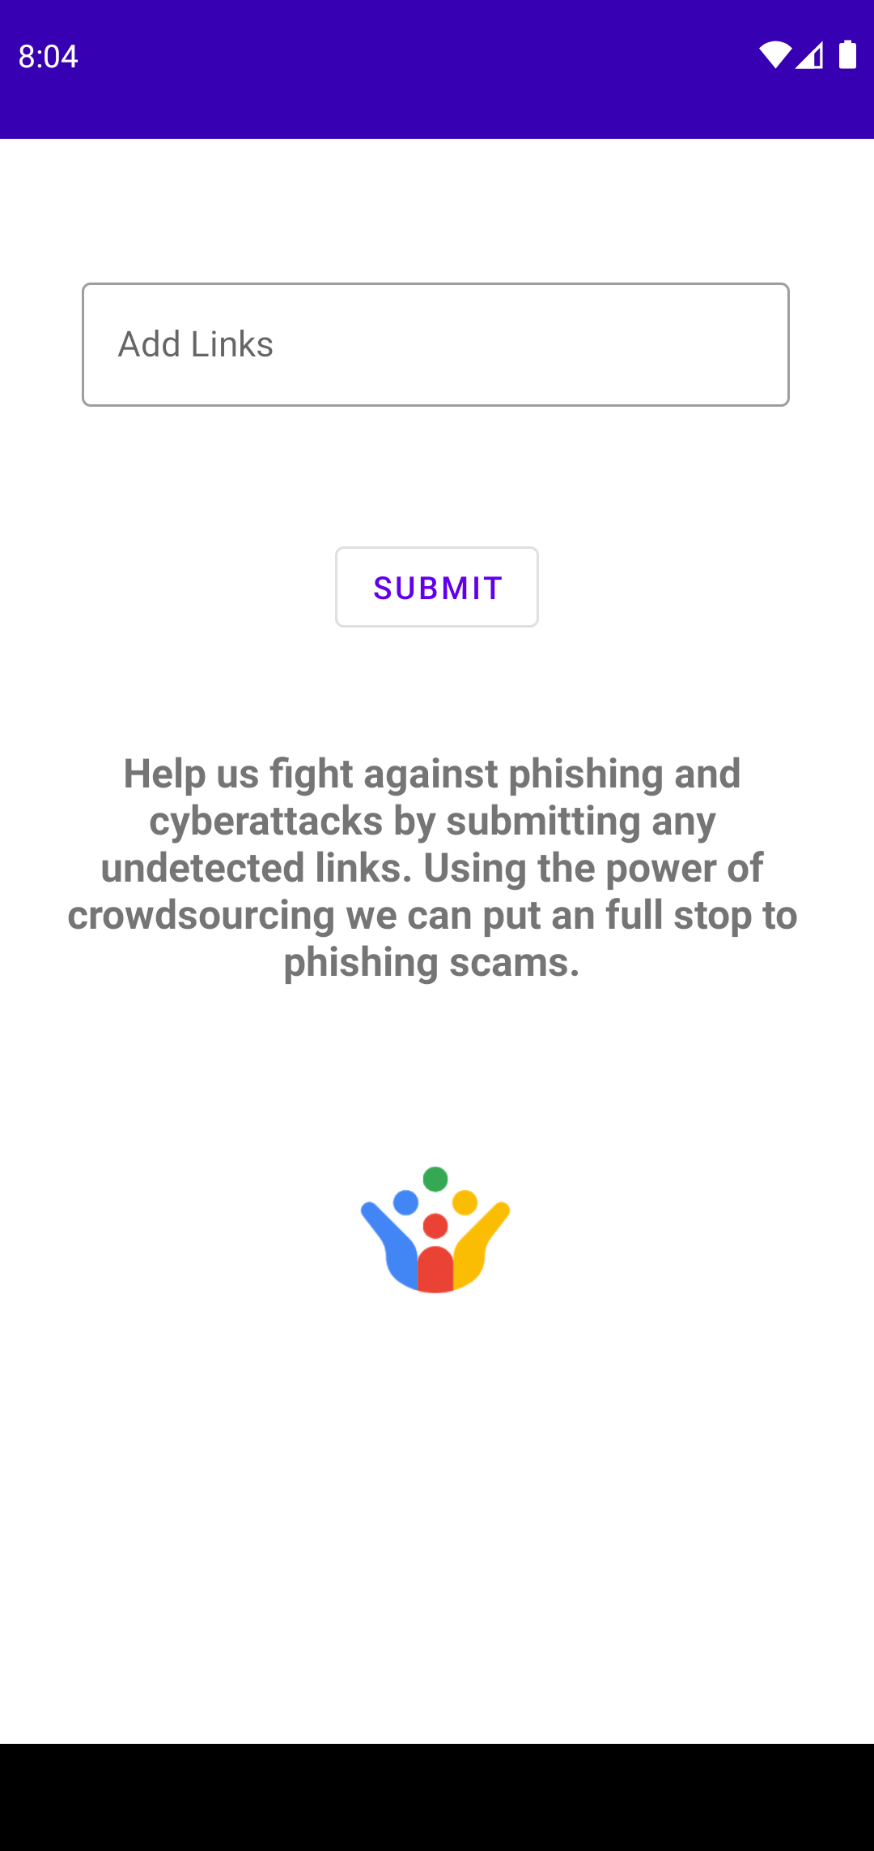 8:04
Add Links
SUBMIT
Help us fight against phishing and
cyberattacks by submitting any
undetected links. Using the power of
crowdsourcing we can put an full stop to
phishing scams.